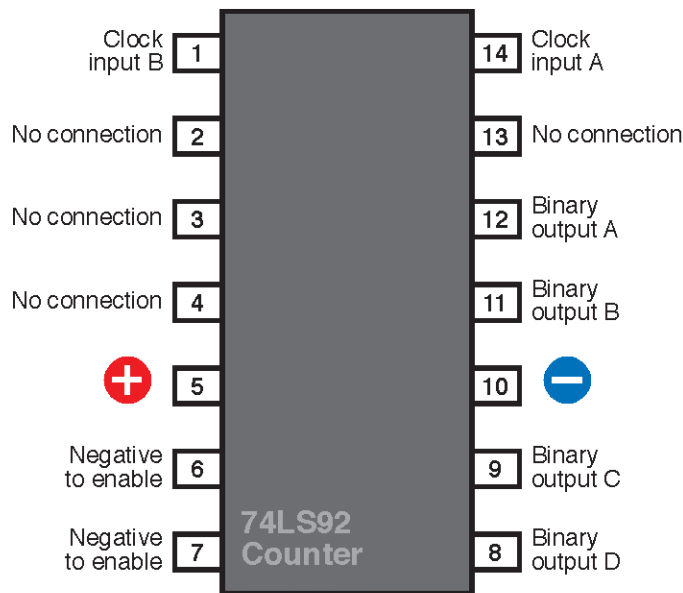 Clock
input B
1
14
Clock
input A
No connection
2
13
No connection
No connection
3
12
Binary
output A
No connection
4
11
Binary
output B
+
5
10
−
Negative
to enable
6
9
Binary
output C
Negative
to enable
7
8
Binary
output D
74LS92
Counter